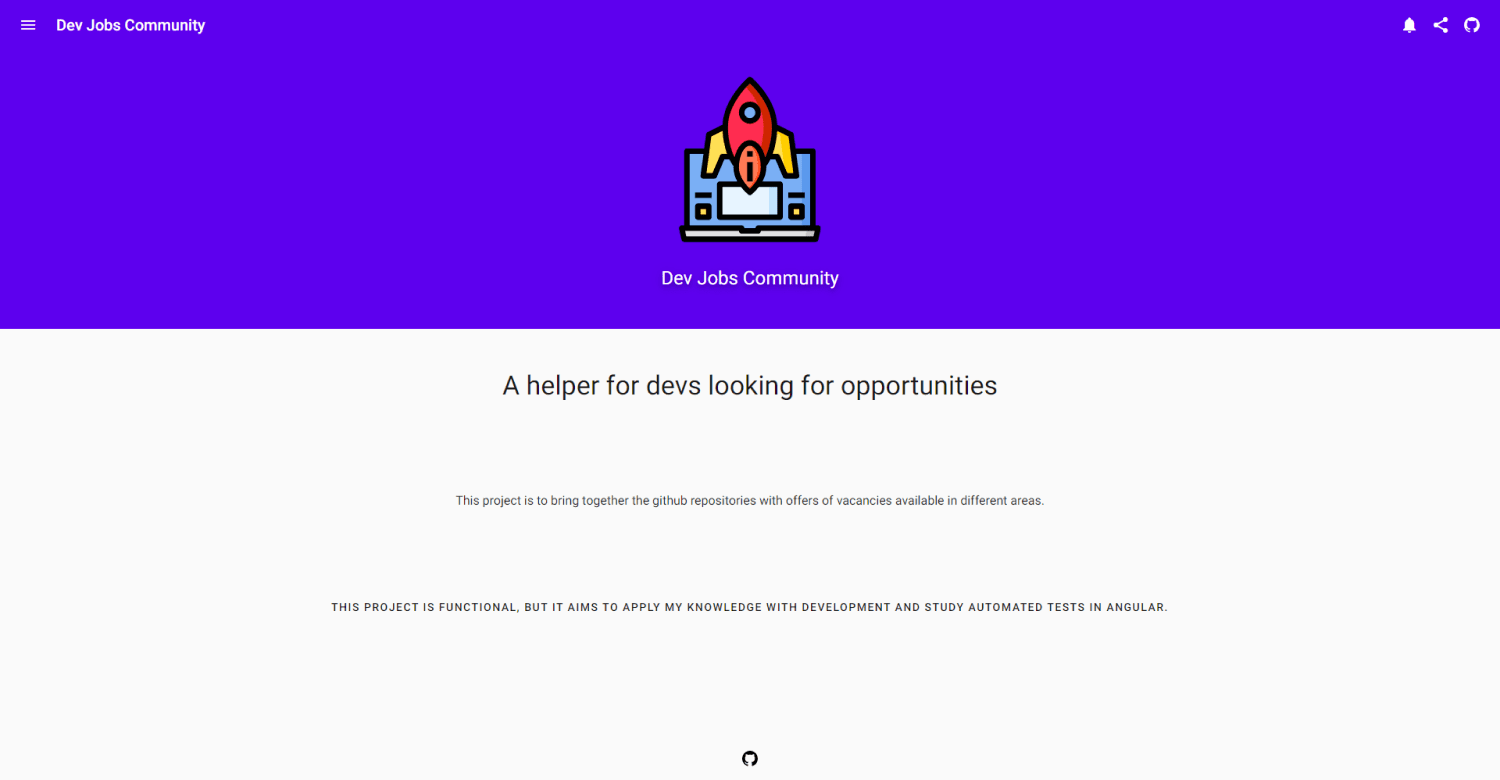 Dev Jobs Community
Dev Jobs Community
A helper for devs looking for opportunities
This project is to bring together the github repositories with offers of vacancies available in different areas.
THIS PROJECT IS FUNCTIONAL, BUT IT AIMS TO APPLY MY KNOWLEDGE WITH DEVELOPMENT AND STUDY AUTOMATED TESTS IN ANGULAR.